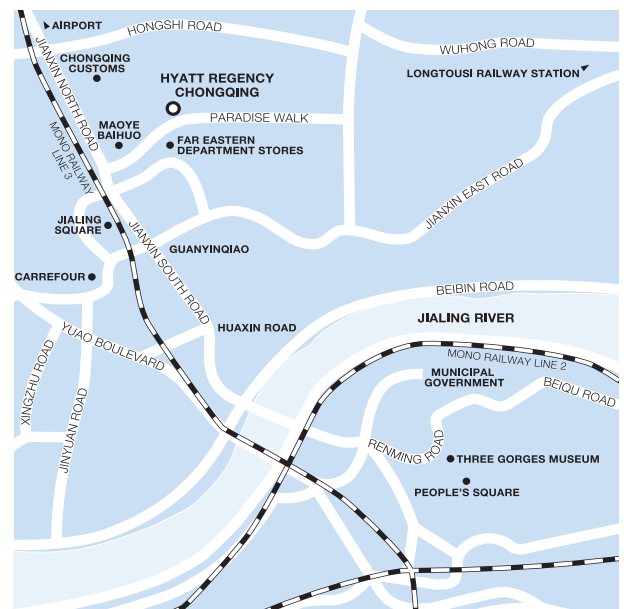 AIRPORT
HONGSHI ROAD
WUHONG ROAD
CHONGQING
CUSTOMS
LONGTOUSI RAILWAY STATION
HYATT REGENCY
CHONGQING
JIANXIN NORTH ROAD
PARADISE WALK
MAOYE
BAIHUO
FAR EASTERN
DEPARTMENT STORES
MONO RAILWAY
LINE 3
JIANXIN EAST ROAD
JIALING
SQUARE
JIANXIN SOUTH ROAD
GUANYINQIAO
CARREFOUR
BEIBIN ROAD
JIALING RIVER
HUAXIN ROAD
YUAO BOULEVARD
XINGZHU ROAD
JINYUAN ROAD
MONO RAILWAY LINE 2
MUNICIPAL
GOVERNMENT
BEIQU ROAD
RENMING ROAD
THREE GORGES MUSEUM
PEOPLE'S SQUARE